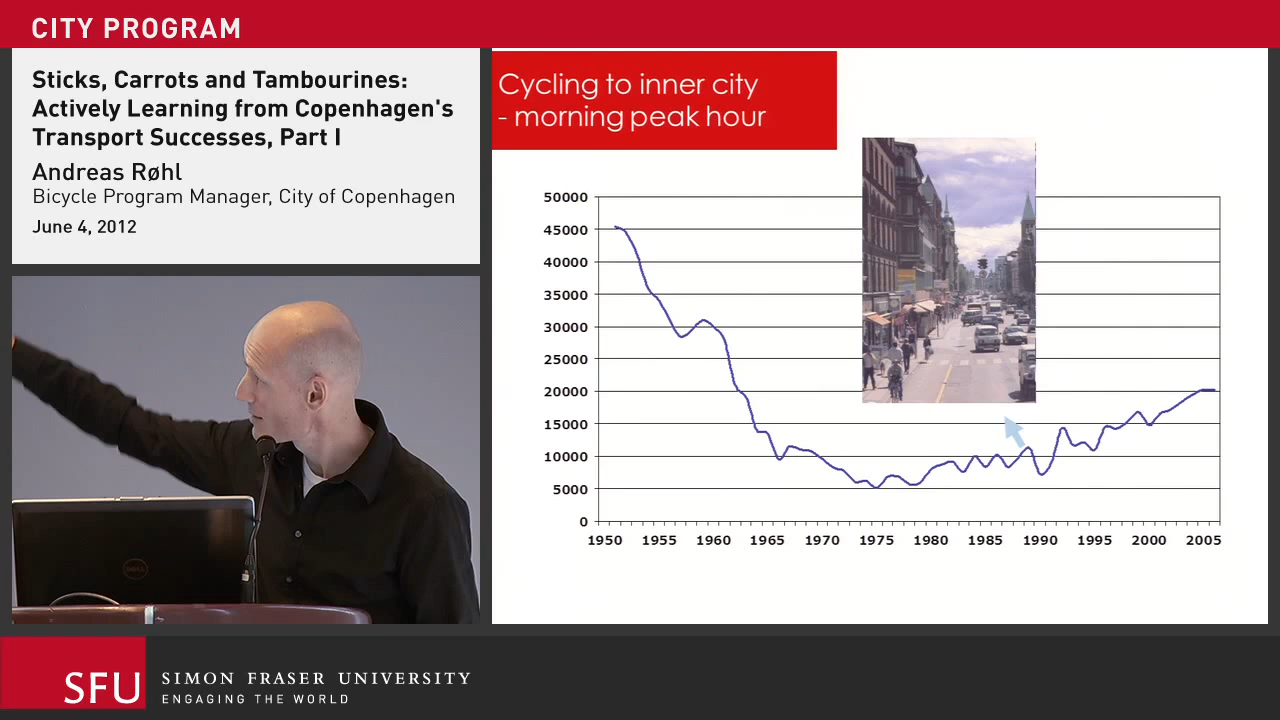 CITY PROGRAM
Sticks, Carrots and Tambourines:
Actively Learning from Copenhagen's
Transport Successes, Part I
Andreas Røhl
Bicycle Program Manager, City of Copenhagen
June 4, 2012
Cycling to inner city
- morning peak hour
50000
45000
40000
35000
30000
25000
20000
15000
10000
5000
0
1950 1955 1960 1965 1970 1975 1980 1985 1990 1995 2000 2005
DELL
SFU
SIMON FRASER UNIVERSITY
ENGAGING THE WORLD